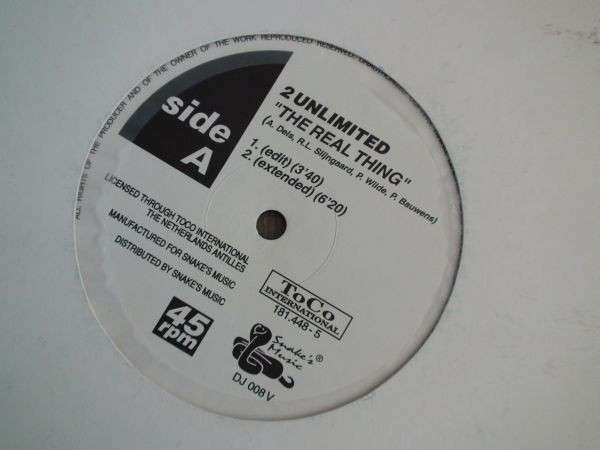 ALL RIGHTS OF THE PRODUCER AND OF THE OWNER OF THE WORK REPRODUCED RESERVED
side
A
2 UNLIMITED
"THE REAL THING"
(A. Dels, R.L. Slijngaard, P. Wilde, P. Bauwens)
1. (edit) (3'40)
2. (extended) (6'20)
LICENSED THROUGH TOCO INTERNATIONAL
THE NETHERLANDS ANTILLES
MANUFACTURED FOR SNAKE'S MUSIC
DISTRIBUTED BY SNAKE'S MUSIC
45
rpm
ToCo
INTERNATIONAL
181.448-5
Snake's
Music ®
DJ 008 V